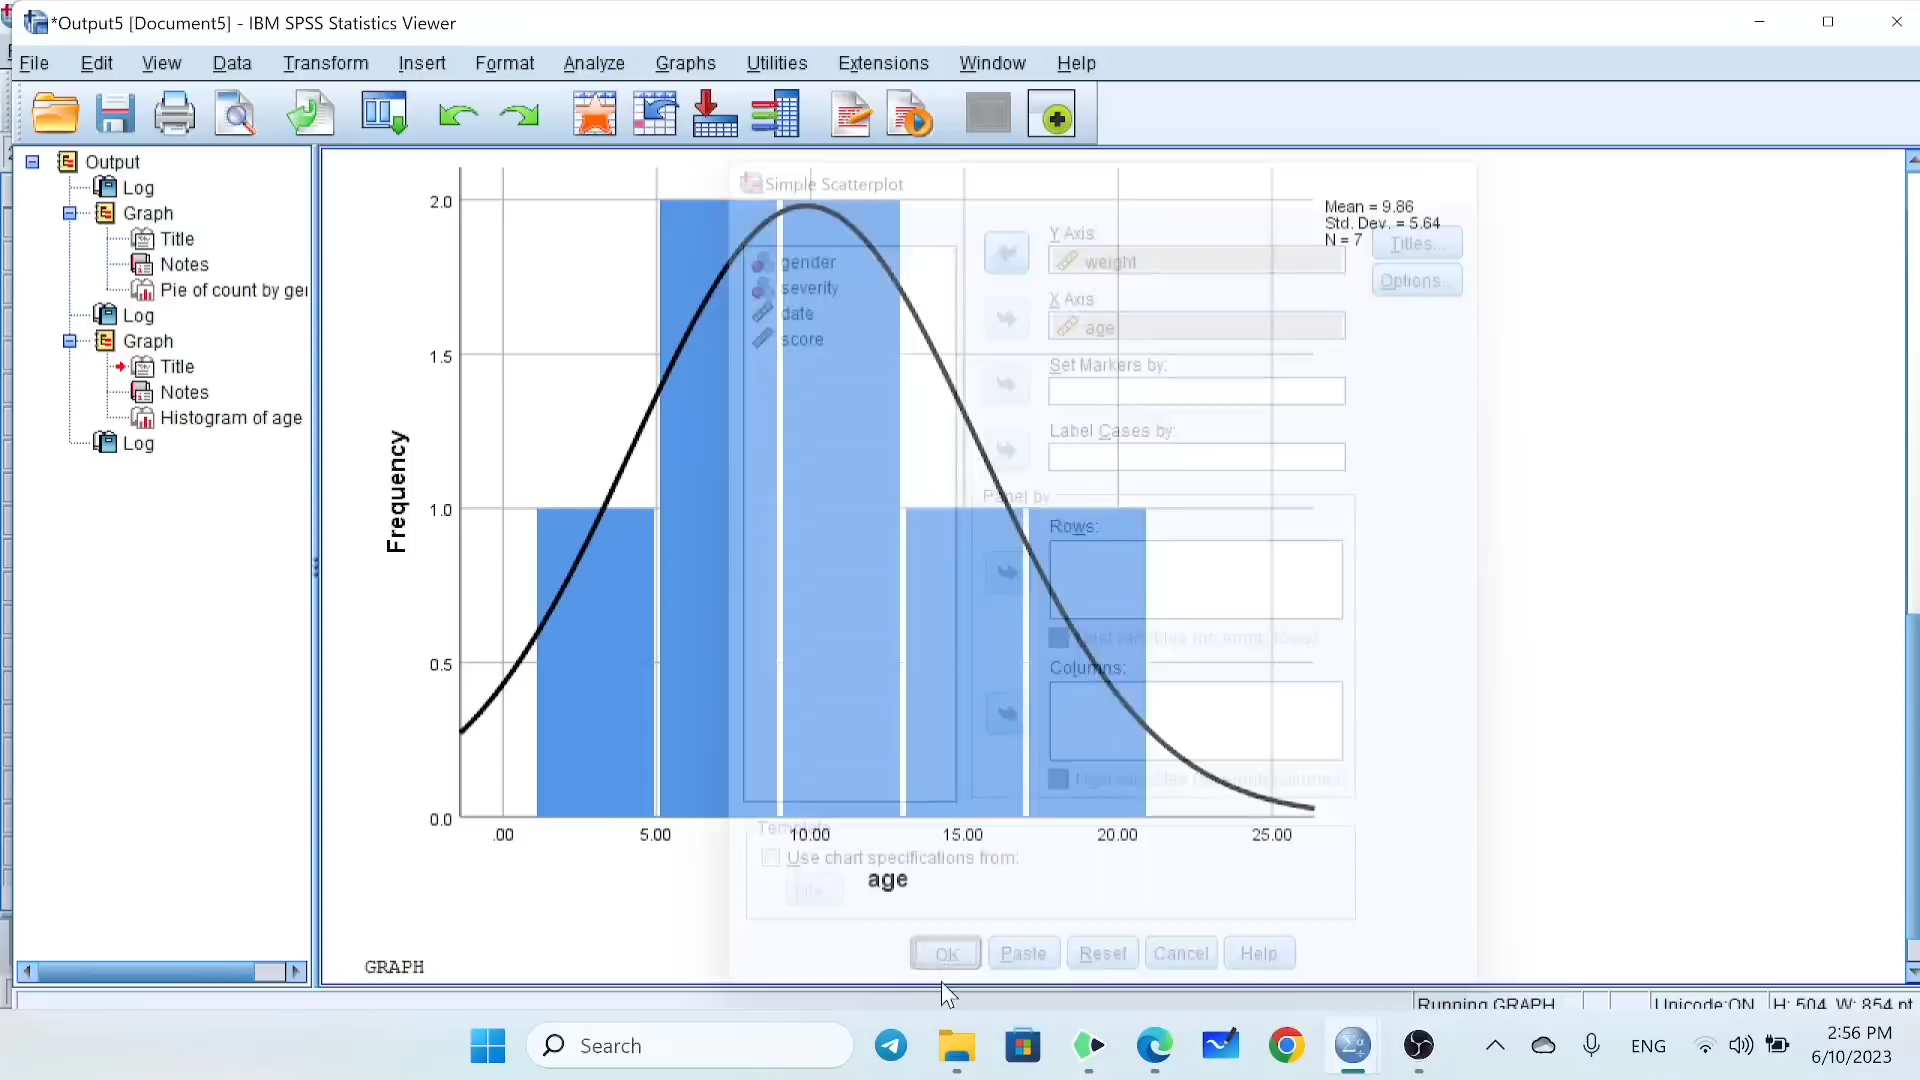 *Output5 [Document5] - IBM SPSS Statistics Viewer
File Edit View Data Transform Insert Format Analyze Graphs Utilities Extensions Window Help
Output
Log
Graph
Title
Notes
Pie of count by ge
Log
Graph
Title
Notes
Histogram of age
Log
Simple Scatterplot
gender
severity
date
score
Y Axis
weight
X Axis
age
Set Markers by:
Label Cases by:
Panel by
Rows:
Columns:
Template
Use chart specifications from:
File...
Titles...
Options...
OK Paste Reset Cancel Help
Mean = 9.86
Std. Dev. = 5.64
N = 7
Frequency
2.0
1.5
1.0
0.5
0.0
.00 5.00 10.00 15.00 20.00 25.00
age
GRAPH
Running GRAPH Unicode:ON H: 504, W: 854 pt
Search
ENG
2:56 PM
6/10/2023